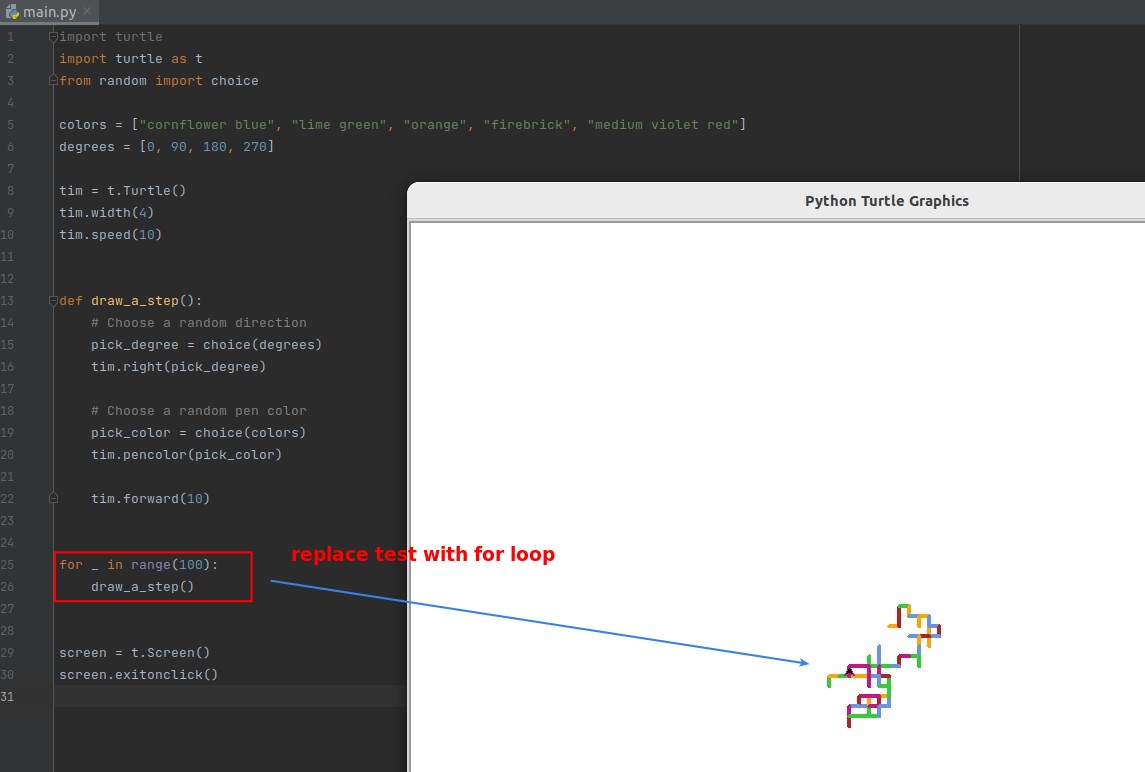 main.py
1 import turtle
2 import turtle as t
3 from random import choice
4
5 colors = ["cornflower blue", "lime green", "orange", "firebrick", "medium violet red"]
6 degrees = [0, 90, 180, 270]
7
8 tim = t.Turtle()
9 tim.width(4)
10 tim.speed(10)
11
12
13 def draw_a_step():
14     # Choose a random direction
15     pick_degree = choice(degrees)
16     tim.right(pick_degree)
17
18     # Choose a random pen color
19     pick_color = choice(colors)
20     tim.pencolor(pick_color)
21
22     tim.forward(10)
23
24
25 for _ in range(100):
26     draw_a_step()
27
28
29 screen = t.Screen()
30 screen.exitonclick()
31
Python Turtle Graphics
replace test with for loop